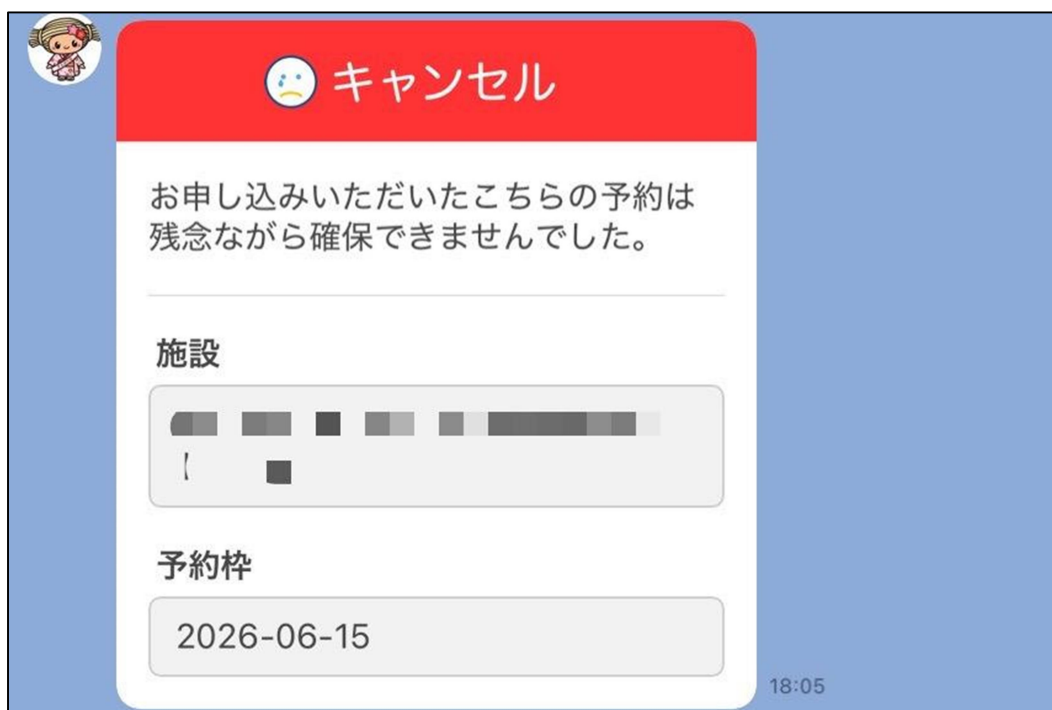 キャンセル
お申し込みいただいたこちらの予約は
残念ながら確保できませんでした。
施設
【
予約枠
2026-06-15
18:05